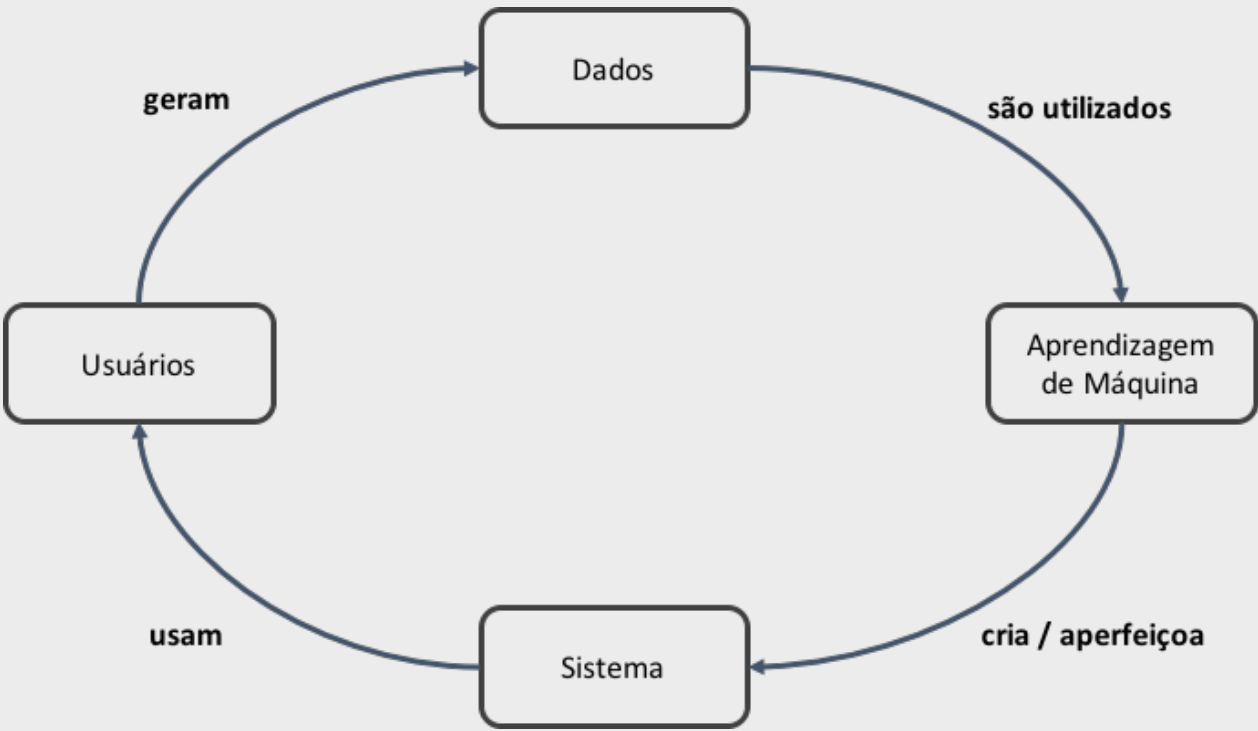 Dados
geram
são utilizados
Usuários
Aprendizagem
de Máquina
usam
cria / aperfeiçoa
Sistema